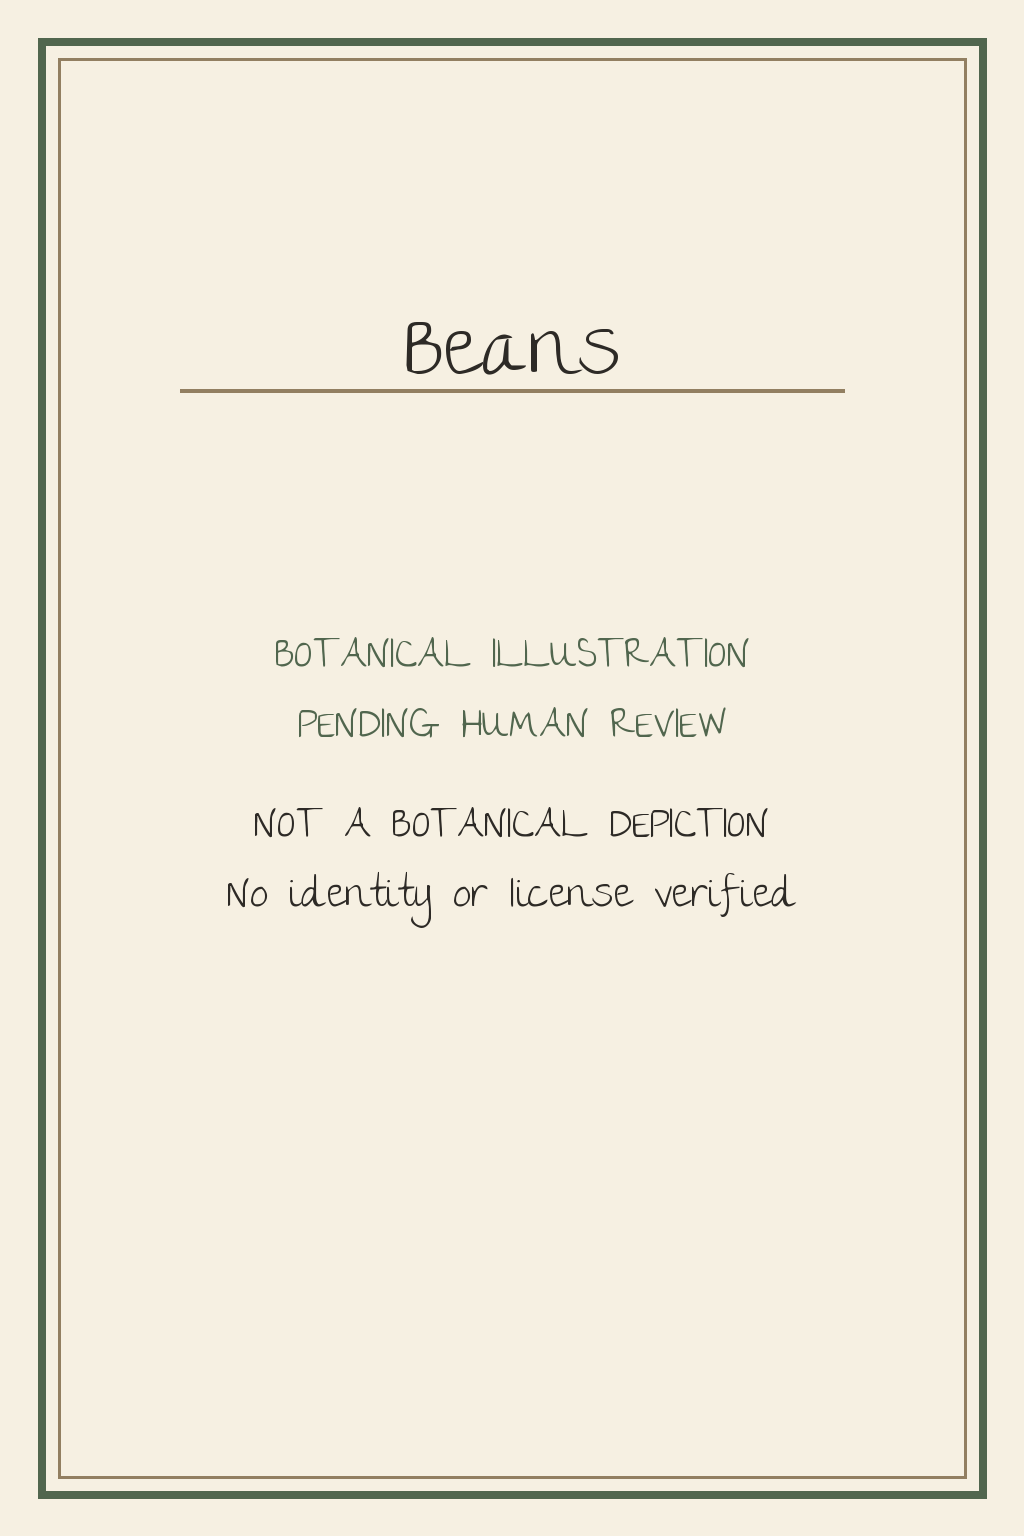 Beans
BOTANICAL ILLUSTRATION
PENDING HUMAN REVIEW
NOT A BOTANICAL DEPICTION
No identity or license verified